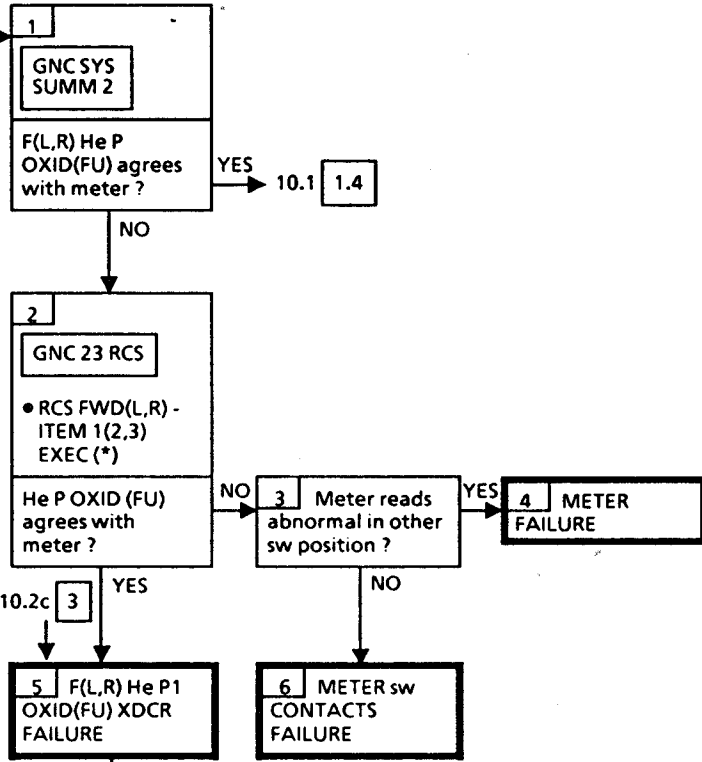 1
GNC SYS
SUMM 2
F(L,R) He P
OXID(FU) agrees
with meter ?
YES
10.1 1.4
NO
2
GNC 23 RCS
● RCS FWD(L,R) -
ITEM 1(2,3)
EXEC (*)
He P OXID (FU)
agrees with
meter ?
NO
3 Meter reads
abnormal in other
sw position ?
YES
4 METER
FAILURE
YES
NO
10.2c 3
5 F(L,R) He P1
OXID(FU) XDCR
FAILURE
6 METER sw
CONTACTS
FAILURE